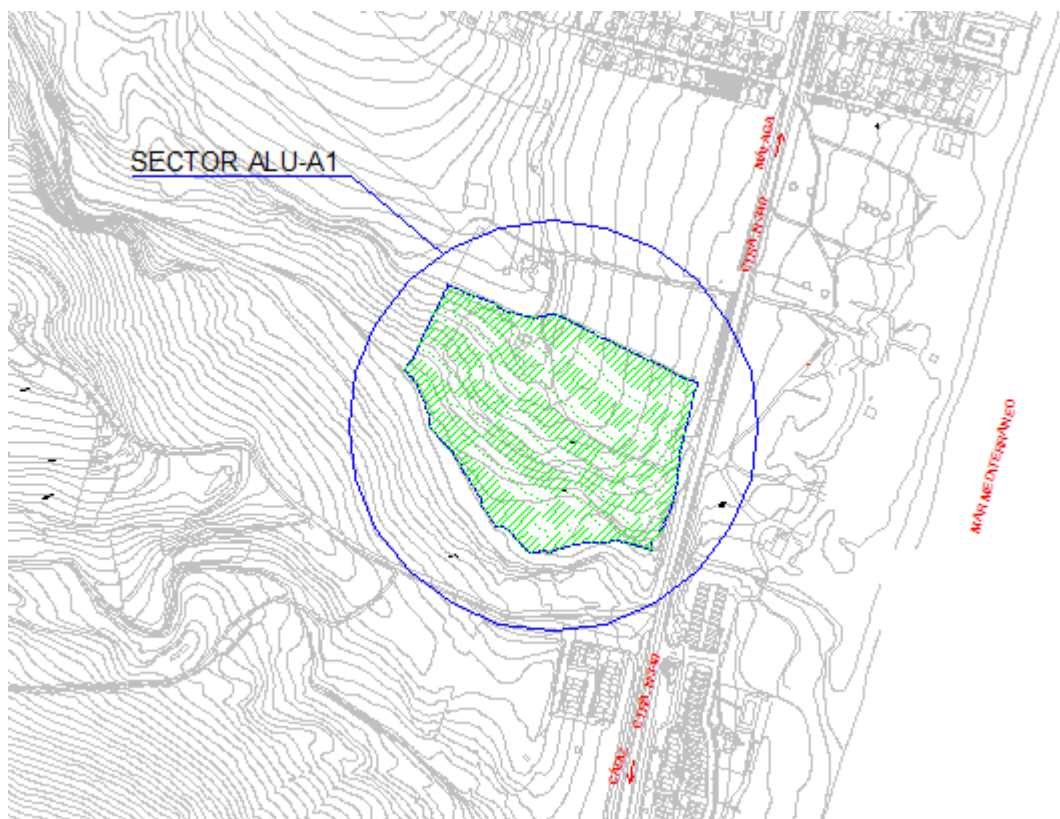 SECTOR ALU-A1
MÁLAGA
CTRA. N-340
MAR MEDITERRÁNEO
CTRA. N-340
CÁDIZ